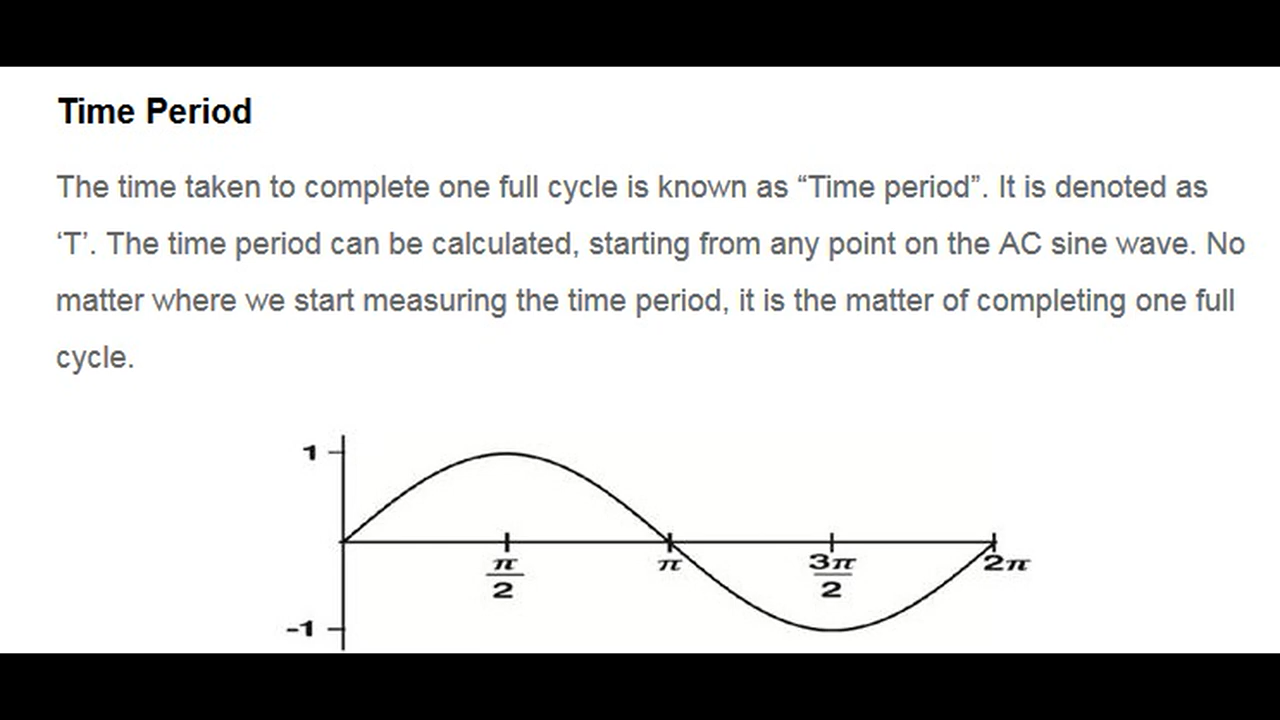 Time Period
The time taken to complete one full cycle is known as “Time period”. It is denoted as
‘T’. The time period can be calculated, starting from any point on the AC sine wave. No
matter where we start measuring the time period, it is the matter of completing one full
cycle.
1
π/2 π 3π/2 2π
-1